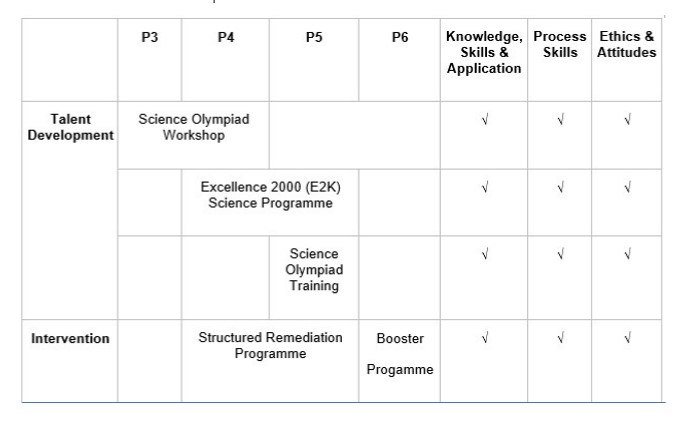 P3 P4 P5 P6 Knowledge, Skills & Application Process Skills Ethics & Attitudes
Talent Development
Science Olympiad
Workshop
√ √ √
Excellence 2000 (E2K)
Science Programme
√ √ √
Science
Olympiad
Training
√ √ √
Intervention
Structured Remediation
Programme
Booster
Progamme
√ √ √